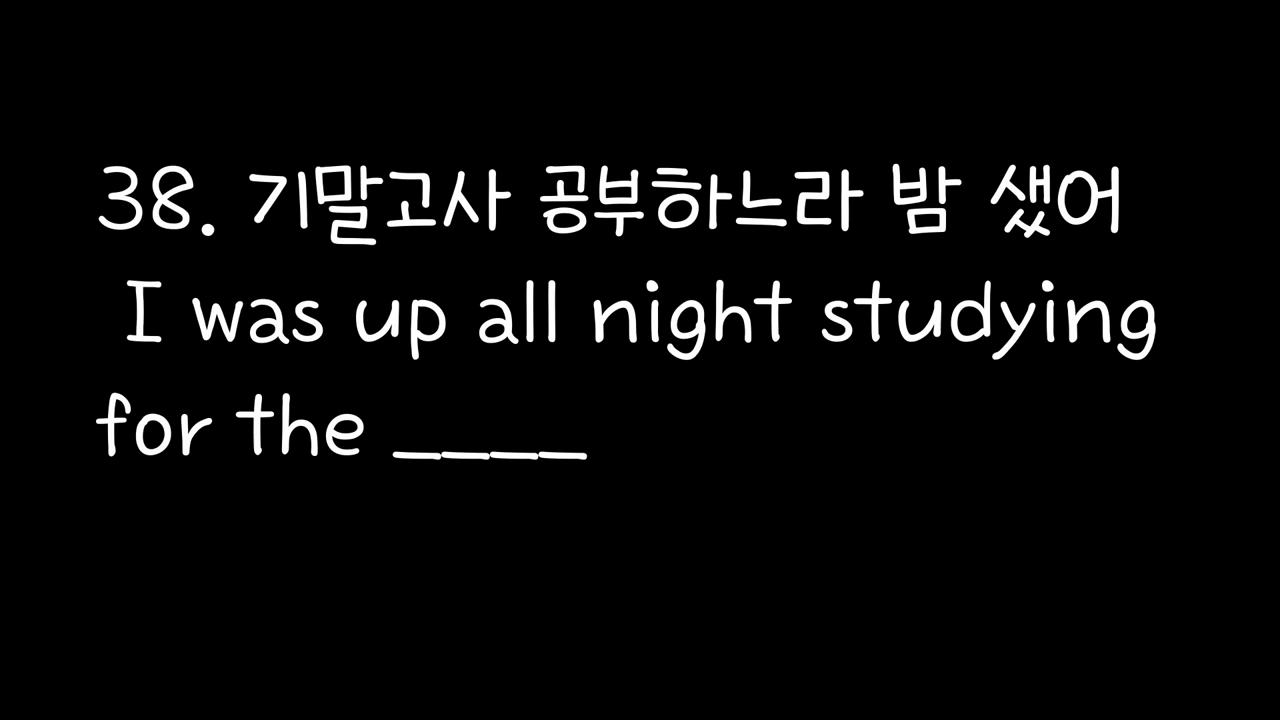 38. 기말고사 공부하느라 밤 샜어
I was up all night studying
for the ____